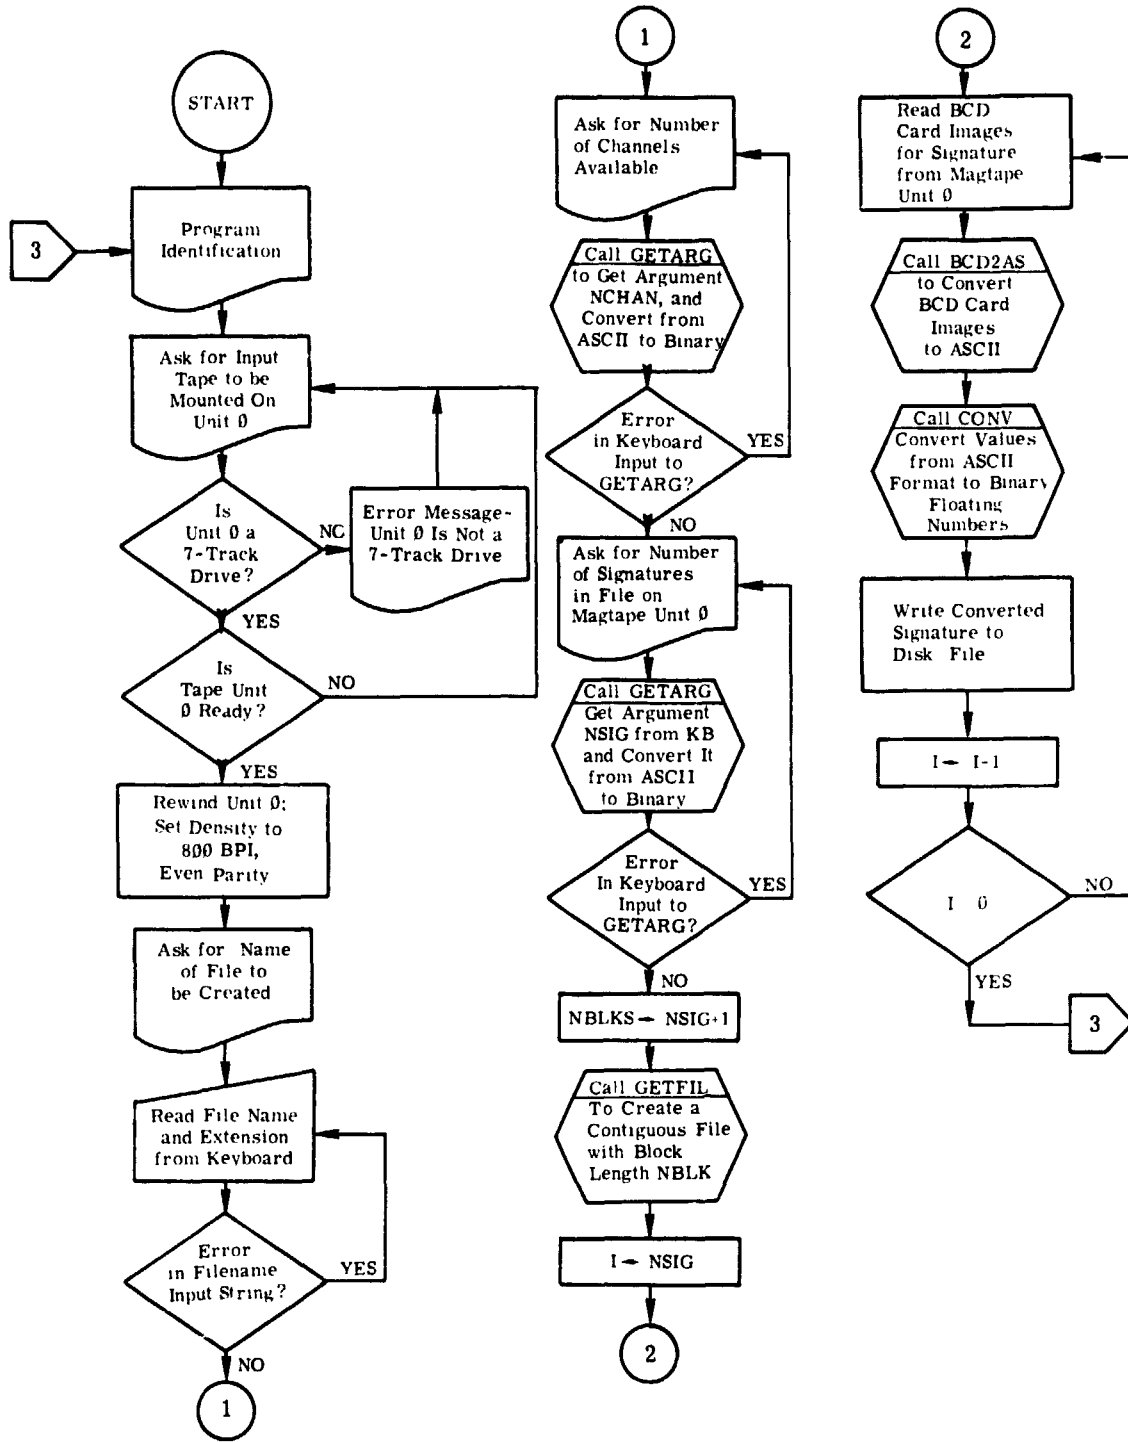 START
3
Program
Identification
Ask for Input
Tape to be
Mounted On
Unit Ø
Is
Unit Ø a
7-Track
Drive?
NC
Error Message-
Unit Ø Is Not a
7-Track Drive
YES
Is
Tape Unit
Ø Ready?
NO
YES
Rewind Unit Ø:
Set Density to
8ØØ BPI,
Even Parity
Ask for Name
of File to
be Created
Read File Name
and Extension
from Keyboard
Error
in Filename
Input String?
YES
NO
1
1
Ask for Number
of Channels
Available
Call GETARG
to Get Argument
NCHAN, and
Convert from
ASCII to Binary
Error
in Keyboard
Input to
GETARG?
YES
NO
Ask for Number
of Signatures
in File on
Magtape Unit Ø
Call GETARG
Get Argument
NSIG from KB
and Convert It
from ASCII
to Binary
Error
In Keyboard
Input to
GETARG?
YES
NO
NBLKS ← NSIG+1
Call GETFIL
To Create a
Contiguous File
with Block
Length NBLK
I ← NSIG
2
2
Read BCD
Card Images
for Signature
from Magtape
Unit Ø
Call BCD2AS
to Convert
BCD Card
Images
to ASCII
Call CONV
Convert Values
from ASCII
Format to Binary
Floating
Numbers
Write Converted
Signature to
Disk File
I ← I-1
I Ø
NO
YES
3